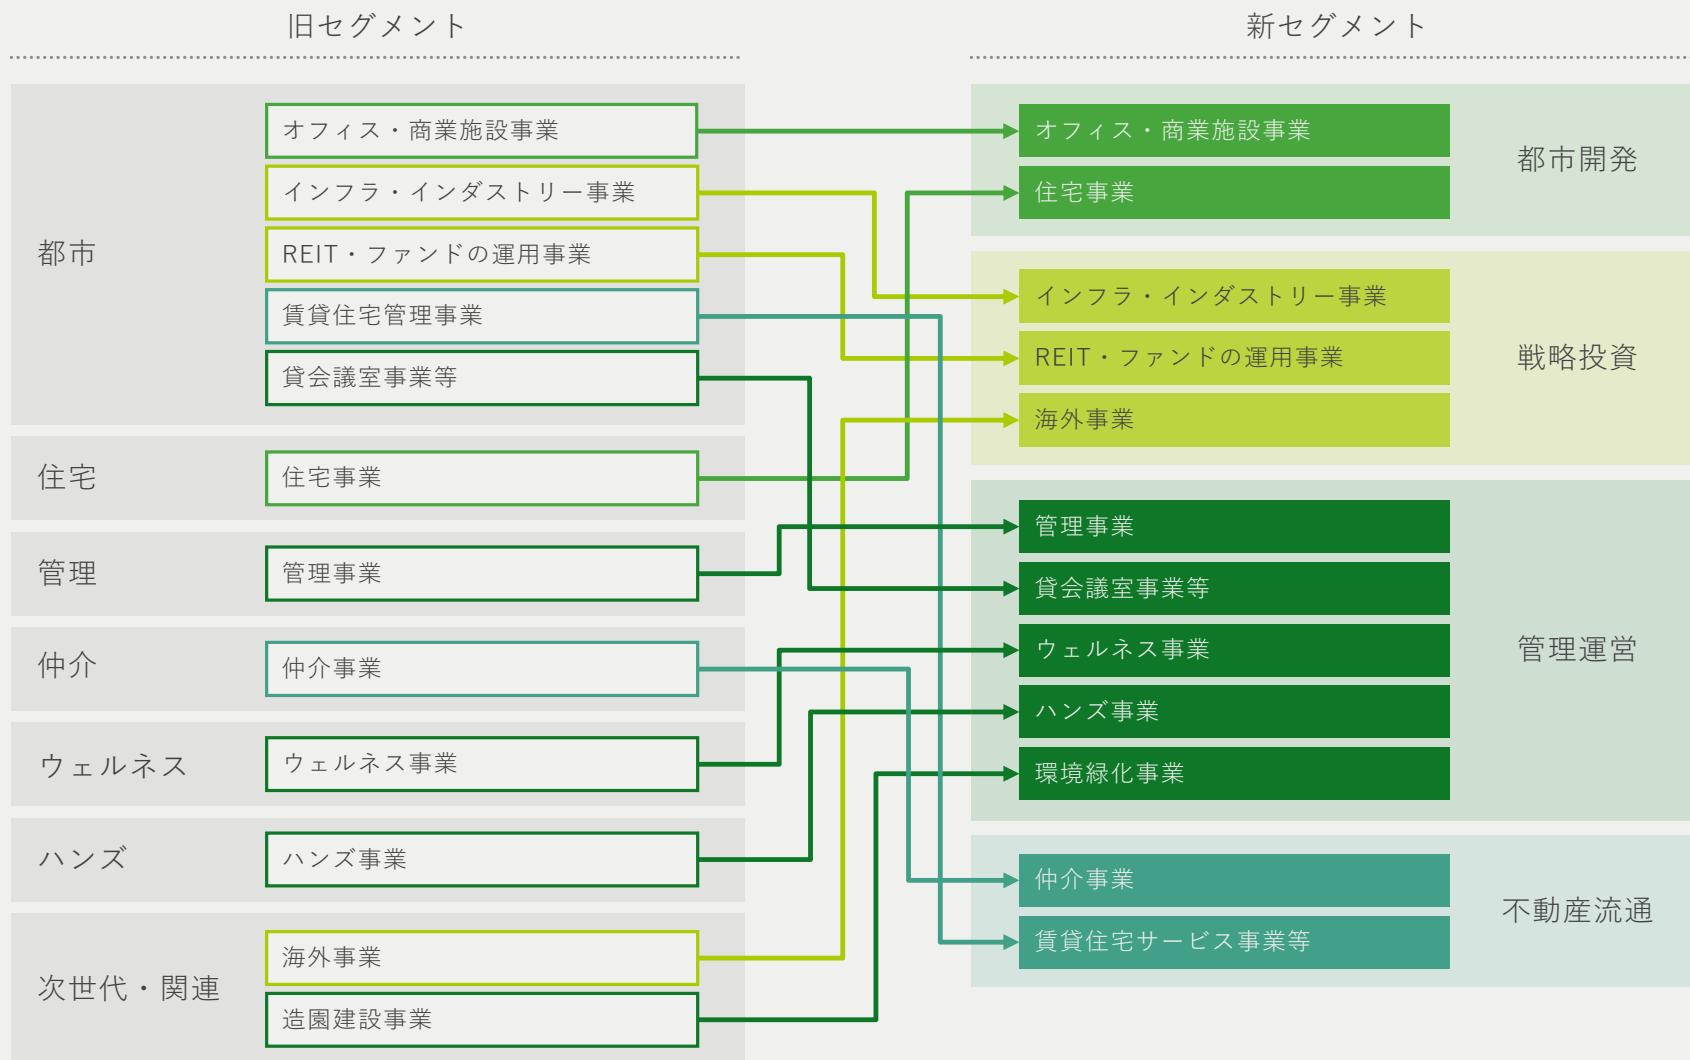 旧セグメント
都市
オフィス・商業施設事業
インフラ・インダストリー事業
REIT・ファンドの運用事業
賃貸住宅管理事業
貸会議室事業等
住宅
住宅事業
管理
管理事業
仲介
仲介事業
ウェルネス
ウェルネス事業
ハンズ
ハンズ事業
次世代・関連
海外事業
造園建設事業
新セグメント
オフィス・商業施設事業
住宅事業
都市開発
インフラ・インダストリー事業
REIT・ファンドの運用事業
海外事業
戦略投資
管理事業
貸会議室事業等
ウェルネス事業
ハンズ事業
環境緑化事業
管理運営
仲介事業
賃貸住宅サービス事業等
不動産流通